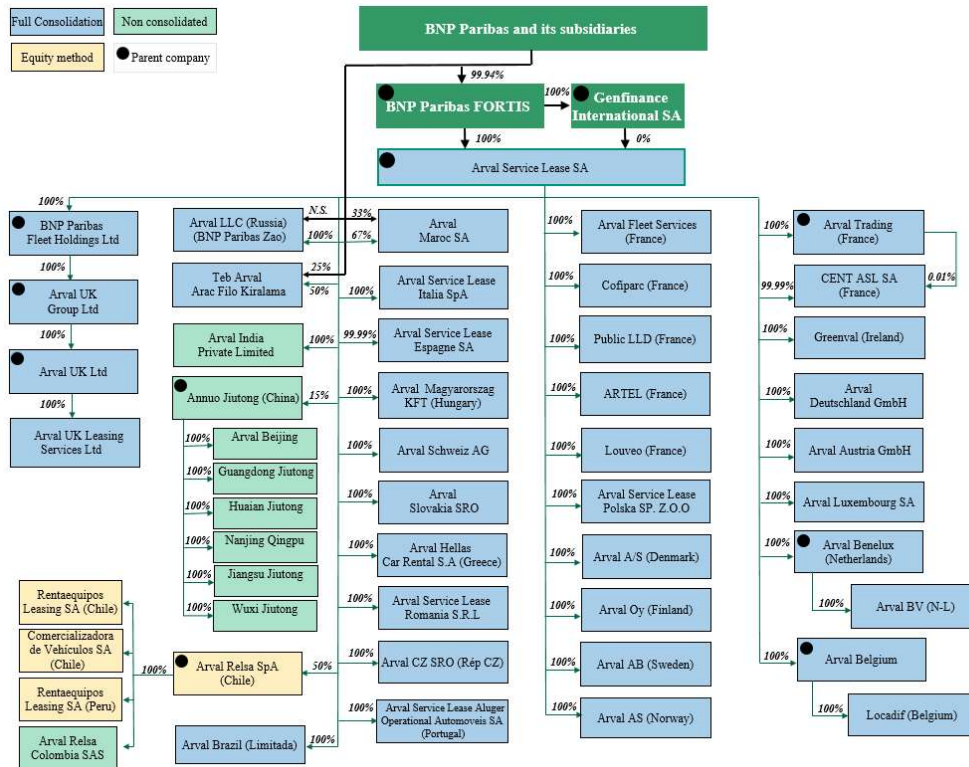 Full Consolidation
Non consolidated
Equity method
Parent company
BNP Paribas and its subsidiaries
99.94%
BNP Paribas FORTIS
100%
Genfinance
International SA
100%
0%
Arval Service Lease SA
100%
BNP Paribas
Fleet Holdings Ltd
100%
Arval UK
Group Ltd
100%
Arval UK Ltd
100%
Arval UK Leasing
Services Ltd
Arval LLC (Russia)
(BNP Paribas Zao)
N.S.
33%
100%
67%
Arval
Maroc SA
Teb Arval
Arac Filo Kiralama
25%
50%
100%
Arval Service Lease
Italia SpA
Arval India
Private Limited
100%
99.99%
Arval Service Lease
Espagne SA
Annuo Jiutong (China)
15%
100%
Arval Magyarorszag
KFT (Hungary)
100%
Arval Beijing
100%
Guangdong Jiutong
100%
Huaian Jiutong
100%
Nanjing Qingpu
100%
Jiangsu Jiutong
100%
Wuxi Jiutong
100%
Arval Schweiz AG
100%
Arval
Slovakia SRO
100%
Arval Hellas
Car Rental S.A (Greece)
100%
Arval Service Lease
Romania S.R.L
Rentaequipos
Leasing SA (Chile)
Comercializadora
de Vehículos SA
(Chile)
Rentaequipos
Leasing SA (Peru)
Arval Relsa
Colombia SAS
100%
Arval Relsa SpA
(Chile)
50%
100%
Arval CZ SRO (Rép CZ)
100%
Arval Service Lease Aluger
Operational Automoveis SA
(Portugal)
Arval Brazil (Limitada)
100%
100%
Arval Fleet Services
(France)
100%
Cofiparc (France)
100%
Public LLD (France)
100%
ARTEL (France)
100%
Louveo (France)
100%
Arval Service Lease
Polska SP. Z.O.O
100%
Arval A/S (Denmark)
100%
Arval Oy (Finland)
100%
Arval AB (Sweden)
100%
Arval AS (Norway)
100%
Arval Trading
(France)
99.99%
CENT ASL SA
(France)
0.01%
100%
Greenval (Ireland)
100%
Arval
Deutschland GmbH
100%
Arval Austria GmbH
100%
Arval Luxembourg SA
100%
Arval Benelux
(Netherlands)
100%
Arval BV (N-L)
100%
Arval Belgium
100%
Locadif (Belgium)